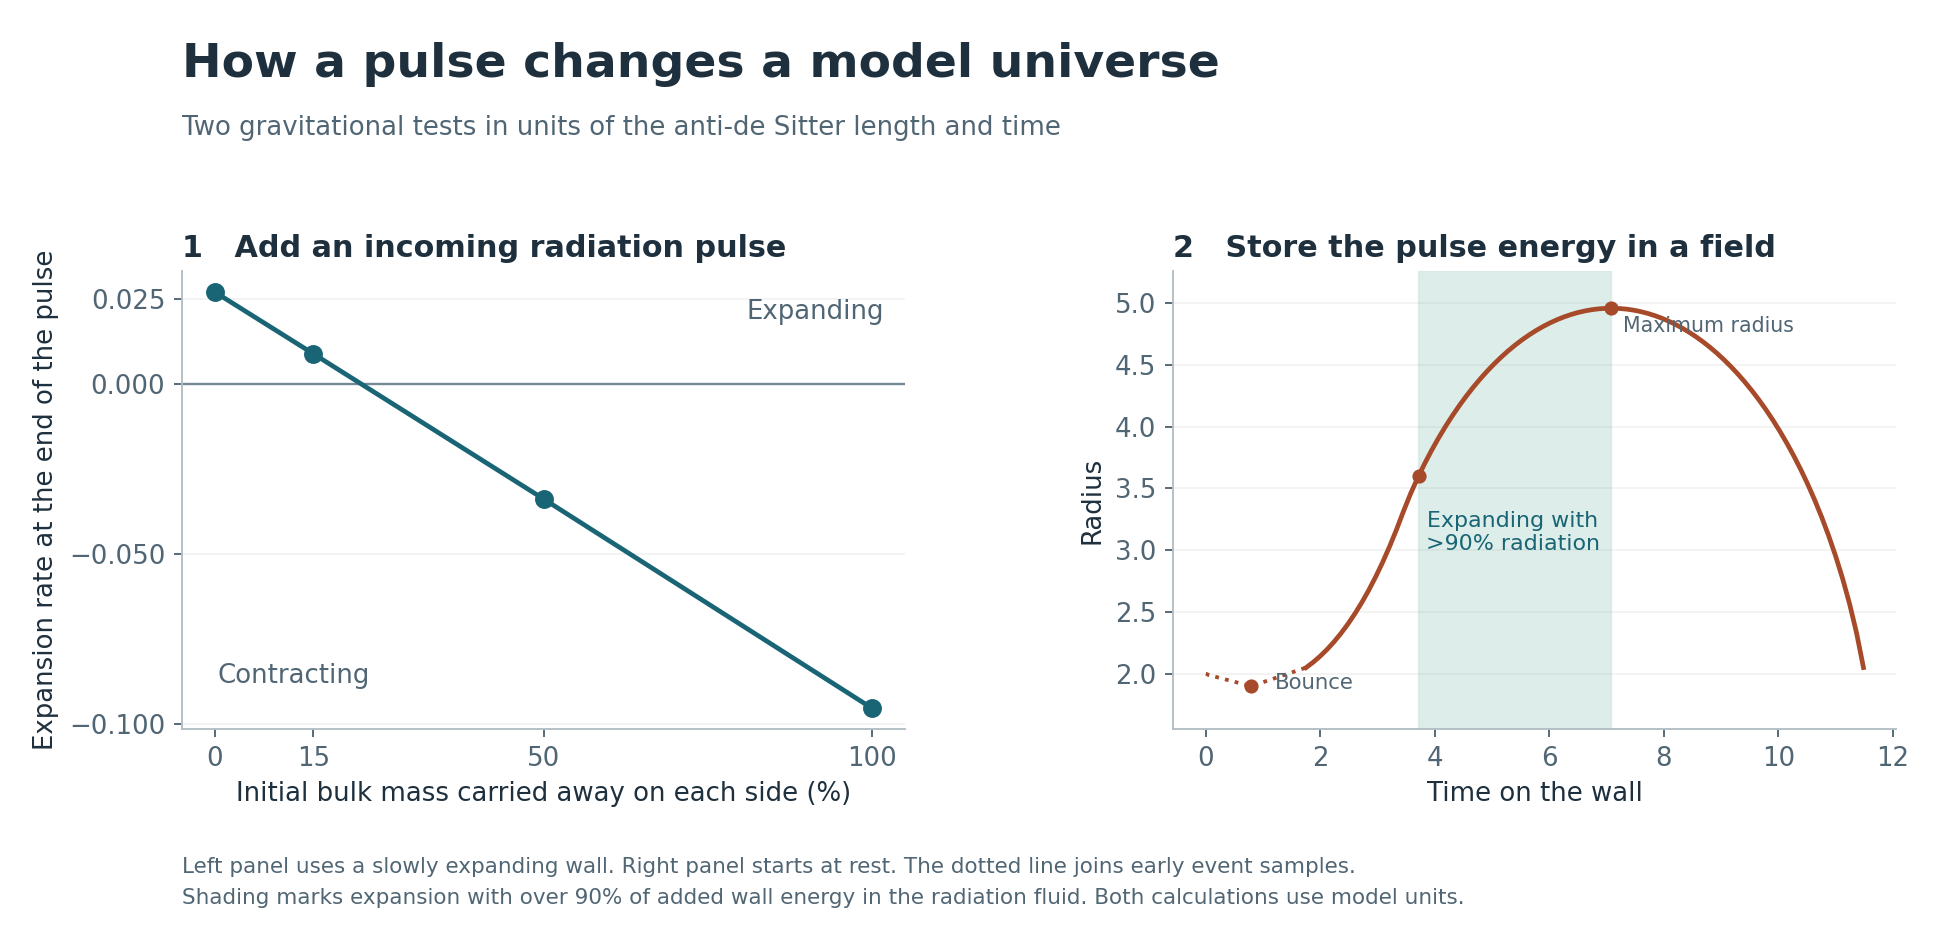 How a pulse changes a model universe
Two gravitational tests in units of the anti-de Sitter length and time
1 Add an incoming radiation pulse
Expansion rate at the end of the pulse
0.025
0.000
−0.050
−0.100
Expanding
Contracting
0 15 50 100
Initial bulk mass carried away on each side (%)
2 Store the pulse energy in a field
Radius
5.0
4.5
4.0
3.5
3.0
2.5
2.0
Maximum radius
Expanding with
>90% radiation
Bounce
0 2 4 6 8 10 12
Time on the wall
Left panel uses a slowly expanding wall. Right panel starts at rest. The dotted line joins early event samples.
Shading marks expansion with over 90% of added wall energy in the radiation fluid. Both calculations use model units.